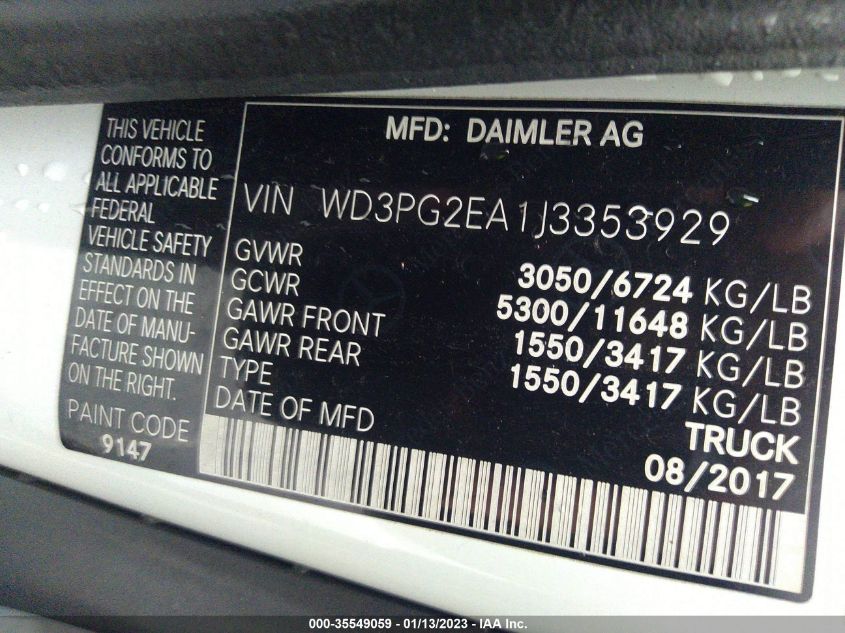 THIS VEHICLE
CONFORMS TO
ALL APPLICABLE
FEDERAL
VEHICLE SAFETY
STANDARDS IN
EFFECT ON THE
DATE OF MANU-
FACTURE SHOWN
ON THE RIGHT.
PAINT CODE
9147
MFD: DAIMLER AG
VIN WD3PG2EA1J3353929
GVWR 3050/6724 KG/LB
GCWR 5300/11648 KG/LB
GAWR FRONT 1550/3417 KG/LB
GAWR REAR 1550/3417 KG/LB
TYPE TRUCK
DATE OF MFD 08/2017
000-35549059 - 01/13/2023 - IAA Inc.